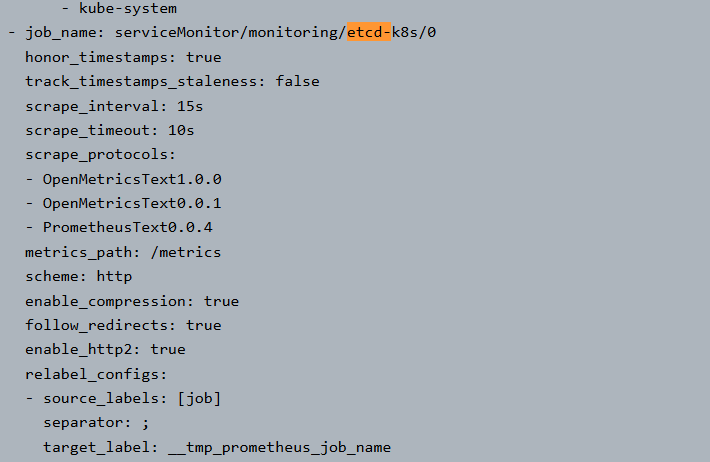 - kube-system
- job_name: serviceMonitor/monitoring/etcd-k8s/0
honor_timestamps: true
track_timestamps_staleness: false
scrape_interval: 15s
scrape_timeout: 10s
scrape_protocols:
- OpenMetricsText1.0.0
- OpenMetricsText0.0.1
- PrometheusText0.0.4
metrics_path: /metrics
scheme: http
enable_compression: true
follow_redirects: true
enable_http2: true
relabel_configs:
- source_labels: [job]
separator: ;
target_label: __tmp_prometheus_job_name